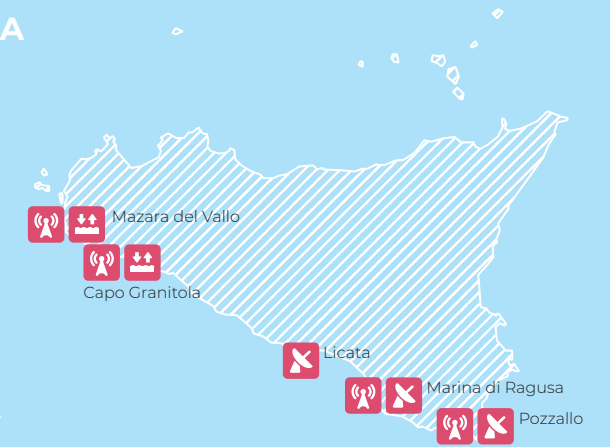 A
Mazara del Vallo
Capo Granitola
Licata
Marina di Ragusa
Pozzallo